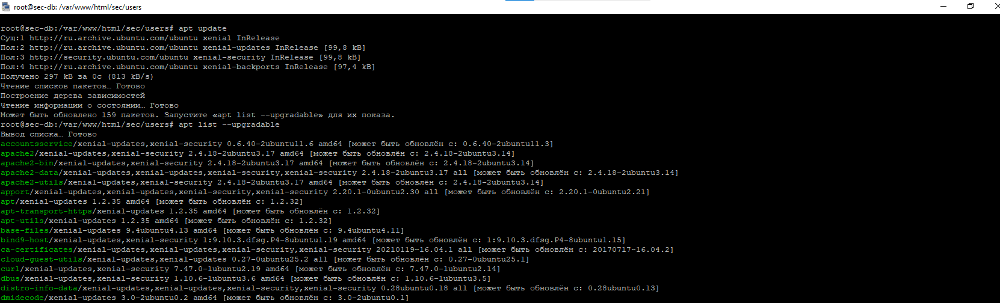 root@sec-db: /var/www/html/sec/users
root@sec-db:/var/www/html/sec/users# apt update
Сущ:1 http://ru.archive.ubuntu.com/ubuntu xenial InRelease
Пол:2 http://ru.archive.ubuntu.com/ubuntu xenial-updates InRelease [99,8 kB]
Пол:3 http://security.ubuntu.com/ubuntu xenial-security InRelease [99,8 kB]
Пол:4 http://ru.archive.ubuntu.com/ubuntu xenial-backports InRelease [97,4 kB]
Получено 297 kB за 0с (813 kB/s)
Чтение списков пакетов… Готово
Построение дерева зависимостей
Чтение информации о состоянии… Готово
Может быть обновлено 159 пакетов. Запустите «apt list --upgradable» для их показа.
root@sec-db:/var/www/html/sec/users# apt list --upgradable
Вывод списка… Готово
accountsservice/xenial-updates,xenial-security 0.6.40-2ubuntu11.6 amd64 [может быть обновлён с: 0.6.40-2ubuntu11.3]
apache2/xenial-updates,xenial-security 2.4.18-2ubuntu3.17 amd64 [может быть обновлён с: 2.4.18-2ubuntu3.14]
apache2-bin/xenial-updates,xenial-security 2.4.18-2ubuntu3.17 amd64 [может быть обновлён с: 2.4.18-2ubuntu3.14]
apache2-data/xenial-updates,xenial-updates,xenial-security,xenial-security 2.4.18-2ubuntu3.17 all [может быть обновлён с: 2.4.18-2ubuntu3.14]
apache2-utils/xenial-updates,xenial-security 2.4.18-2ubuntu3.17 amd64 [может быть обновлён с: 2.4.18-2ubuntu3.14]
apport/xenial-updates,xenial-updates,xenial-security,xenial-security 2.20.1-0ubuntu2.30 all [может быть обновлён с: 2.20.1-0ubuntu2.21]
apt/xenial-updates 1.2.35 amd64 [может быть обновлён с: 1.2.32]
apt-transport-https/xenial-updates 1.2.35 amd64 [может быть обновлён с: 1.2.32]
apt-utils/xenial-updates 1.2.35 amd64 [может быть обновлён с: 1.2.32]
base-files/xenial-updates 9.4ubuntu4.13 amd64 [может быть обновлён с: 9.4ubuntu4.11]
bind9-host/xenial-updates,xenial-security 1:9.10.3.dfsg.P4-8ubuntu1.19 amd64 [может быть обновлён с: 1:9.10.3.dfsg.P4-8ubuntu1.15]
ca-certificates/xenial-updates,xenial-updates,xenial-security,xenial-security 20210119~16.04.1 all [может быть обновлён с: 20170717~16.04.2]
cloud-guest-utils/xenial-updates,xenial-updates 0.27-0ubuntu25.2 all [может быть обновлён с: 0.27-0ubuntu25.1]
curl/xenial-updates,xenial-security 7.47.0-1ubuntu2.19 amd64 [может быть обновлён с: 7.47.0-1ubuntu2.14]
dbus/xenial-updates,xenial-security 1.10.6-1ubuntu3.6 amd64 [может быть обновлён с: 1.10.6-1ubuntu3.5]
distro-info-data/xenial-updates,xenial-updates,xenial-security,xenial-security 0.28ubuntu0.18 all [может быть обновлён с: 0.28ubuntu0.13]
dmidecode/xenial-updates 3.0-2ubuntu0.2 amd64 [может быть обновлён с: 3.0-2ubuntu0.1]